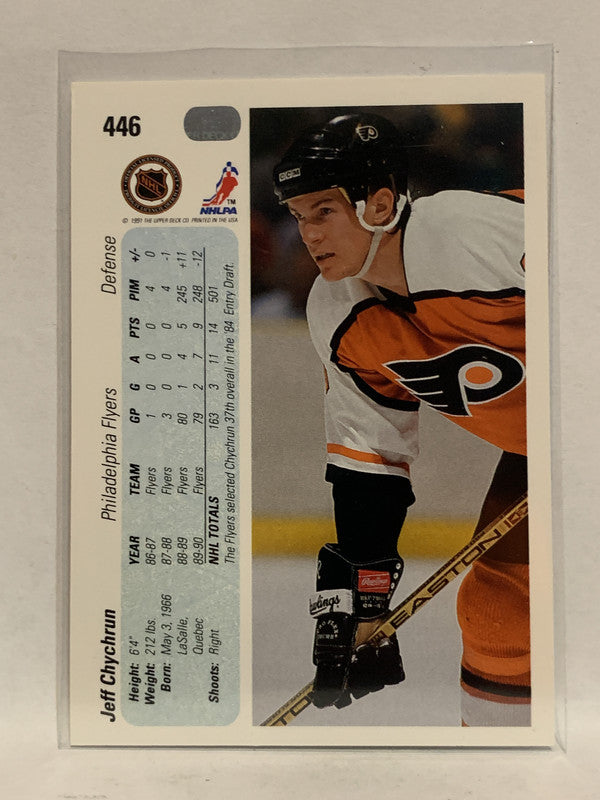 446
NHL
NHLPA
TM
© 1991 THE UPPER DECK CO. PRINTED IN THE USA
Jeff Chychrun Philadelphia Flyers Defense
Height: 6'4"
Weight: 212 lbs.
Born: May 3, 1966
LaSalle,
Quebec
Shoots: Right
YEAR TEAM GP G A PTS PIM +/-
86-87 Flyers 1 0 0 0 4 0
87-88 Flyers 3 0 0 0 4 -1
88-89 Flyers 80 1 4 5 245 +11
89-90 Flyers 79 2 7 9 248 -12
NHL TOTALS 163 3 11 14 501
The Flyers selected Chychrun 37th overall in the '84 Entry Draft.
CCM
Rawlings
EASTON